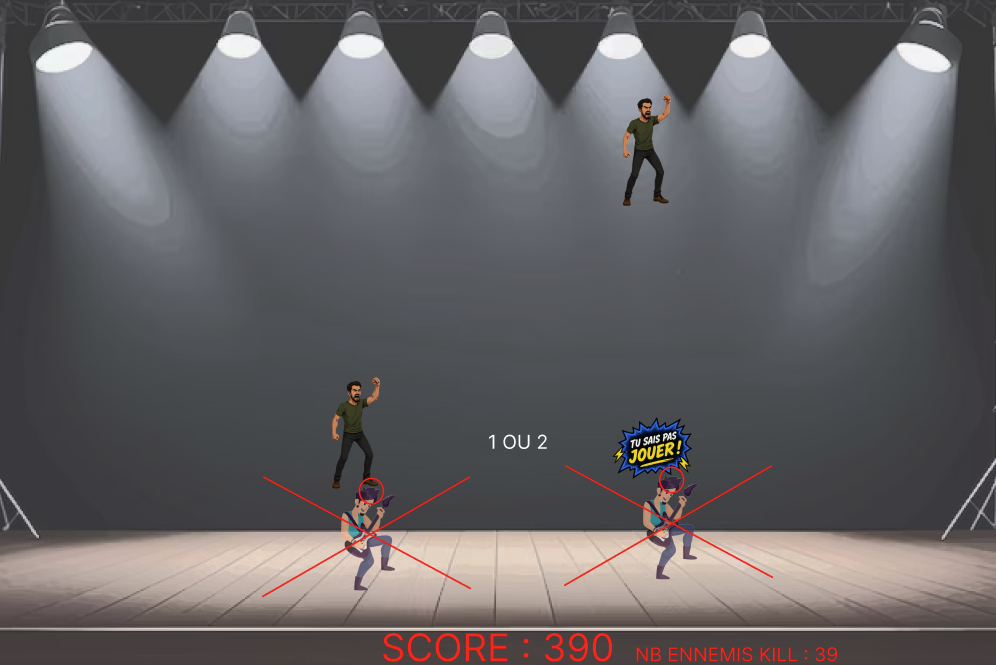 1 OU 2
TU SAIS PAS
JOUER !
SCORE : 390
NB ENNEMIS KILL : 39